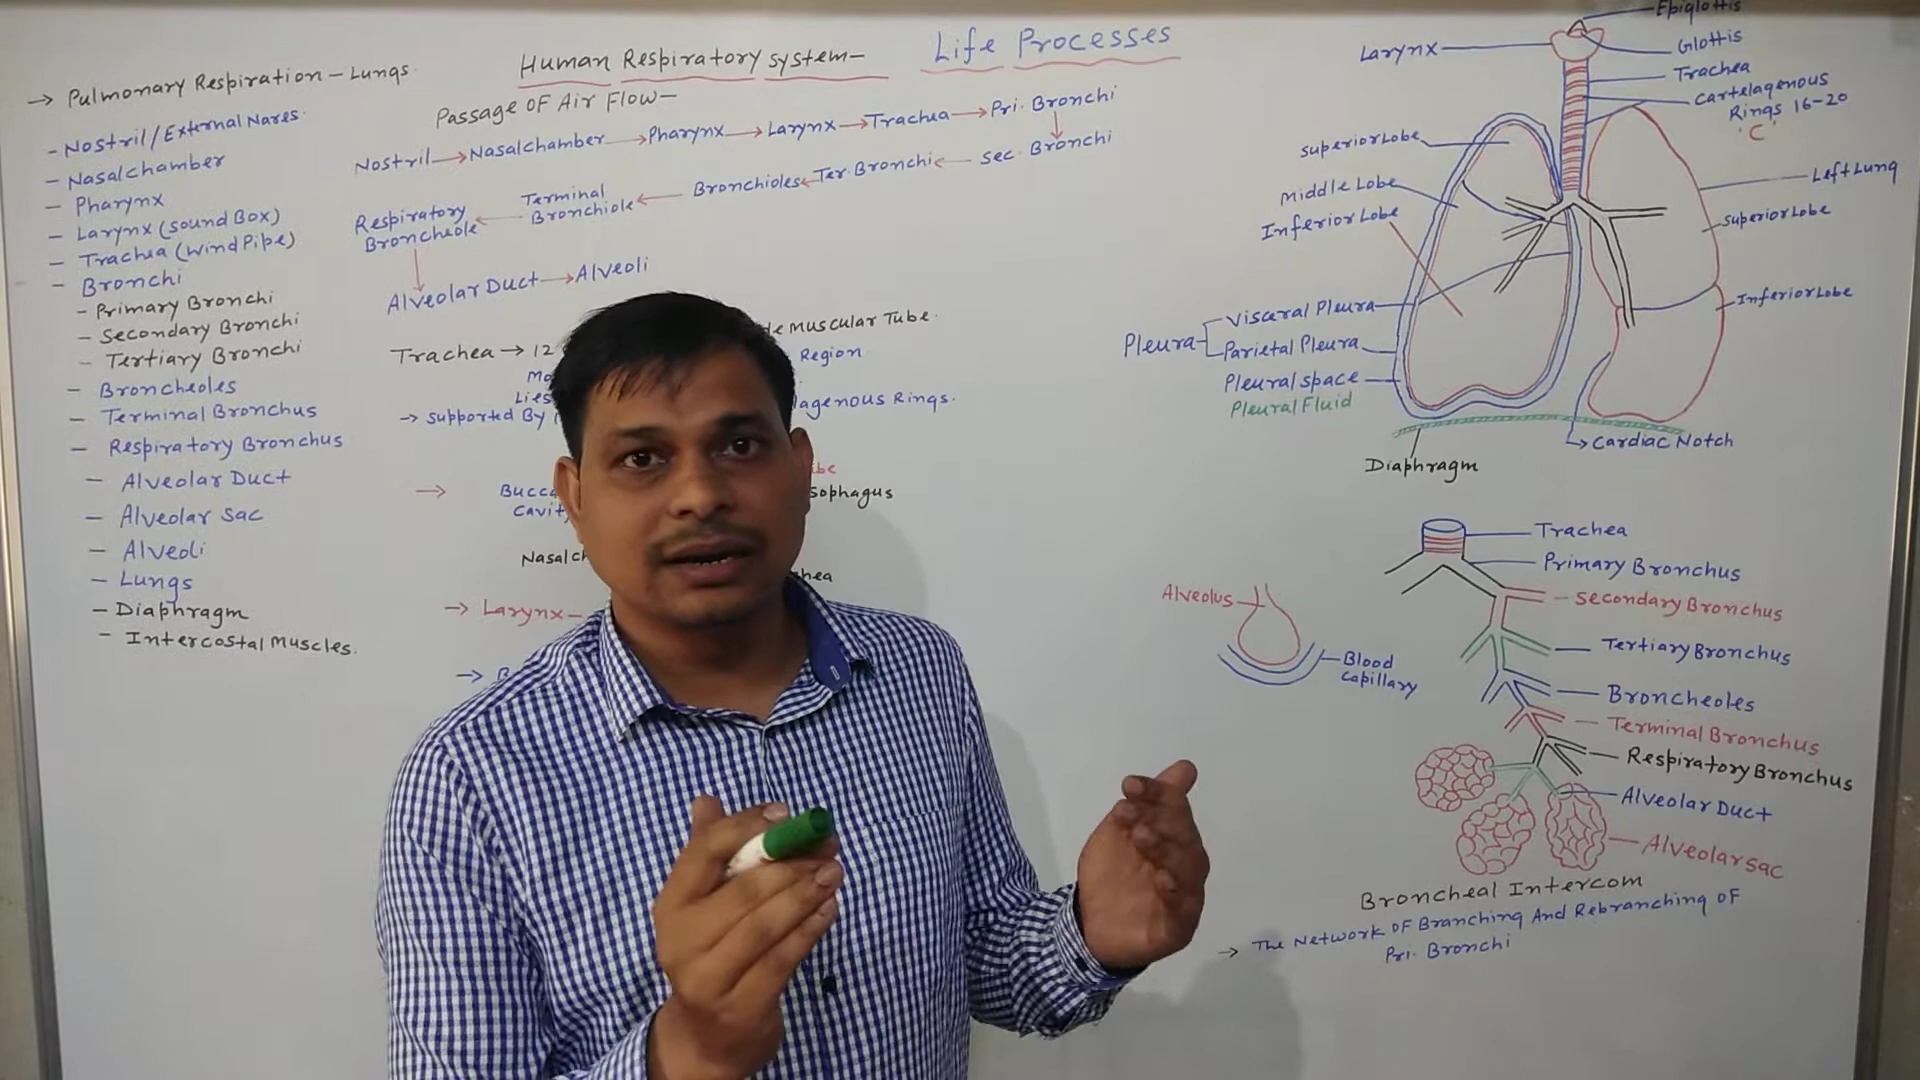 Life Processes
Human Respiratory System-
→ Pulmonary Respiration - Lungs
- Nostril/External Nares
- Nasal chamber
- Pharynx
- Larynx (Sound Box)
- Trachea (Wind Pipe)
- Bronchi
- Primary Bronchi
- Secondary Bronchi
- Tertiary Bronchi
- Broncheoles
- Terminal Bronchus
- Respiratory Bronchus
- Alveolar Duct
- Alveolar Sac
- Alveoli
- Lungs
- Diaphragm
- Intercostal Muscles.
Passage Of Air Flow-
Nostril → Nasal Chamber → Pharynx → Larynx → Trachea → Pri. Bronchi
Respiratory Broncheole ← Terminal Bronchiole ← Bronchioles ← Ter. Bronchi ← Sec. Bronchi
Alveolar Duct → Alveoli
Trachea → 12
Muscular Tube.
Region
Lies
→ Supported By
Rings.
→
Nasal
→ Larynx-
→
Epiglottis
Larynx
Glottis
Trachea
Cartelagenous
Rings 16-20
'C'
Superior Lobe
Middle Lobe
Inferior Lobe
Left Lung
Superior Lobe
Inferior Lobe
Pleura
Visceral Pleura
Parietal Pleura
Pleural Space
Pleural Fluid
Cardiac Notch
Diaphragm
Trachea
Primary Bronchus
Secondary Bronchus
Tertiary Bronchus
Broncheoles
Terminal Bronchus
Respiratory Bronchus
Alveolar Duct
Alveolar Sac
Alveolus
Blood
Capillary
Broncheal Intercom
→ The Network Of Branching And Rebranching Of
Pri. Bronchi